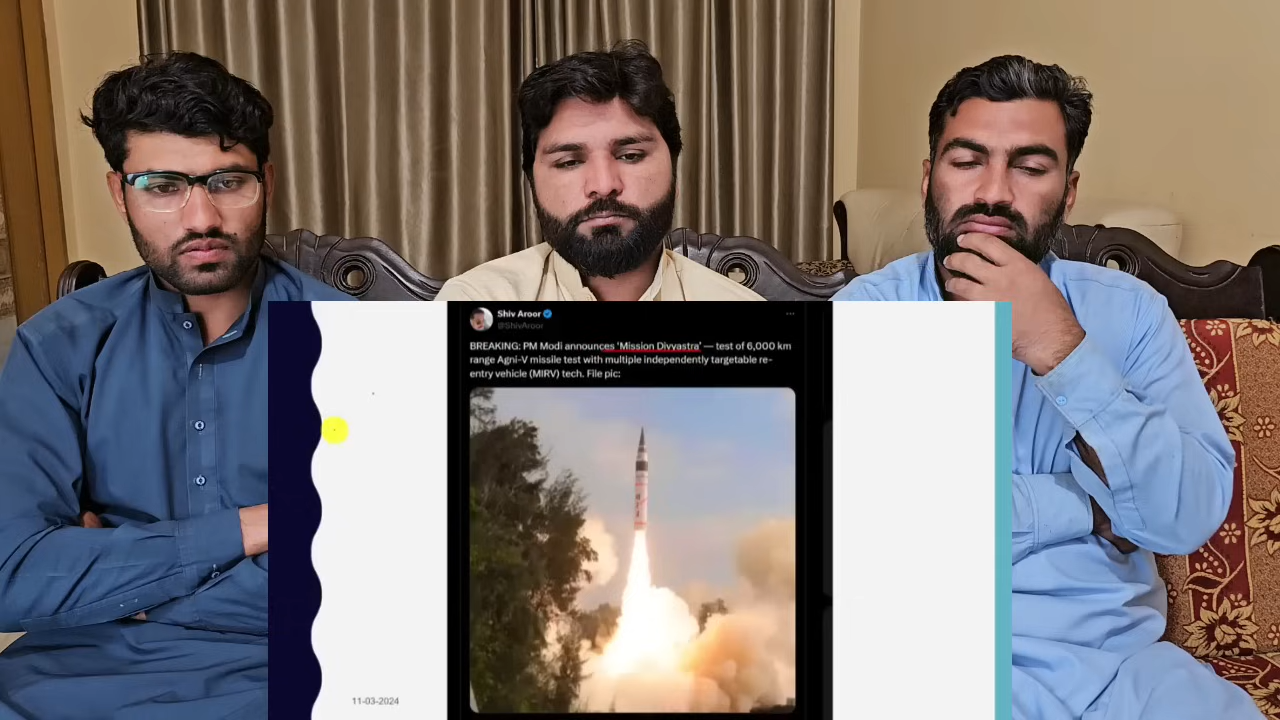 Shiv Aroor
@ShivAroor
BREAKING: PM Modi announces 'Mission Divyastra' — test of 6,000 km
range Agni-V missile test with multiple independently targetable re-
entry vehicle (MIRV) tech. File pic:
11-03-2024